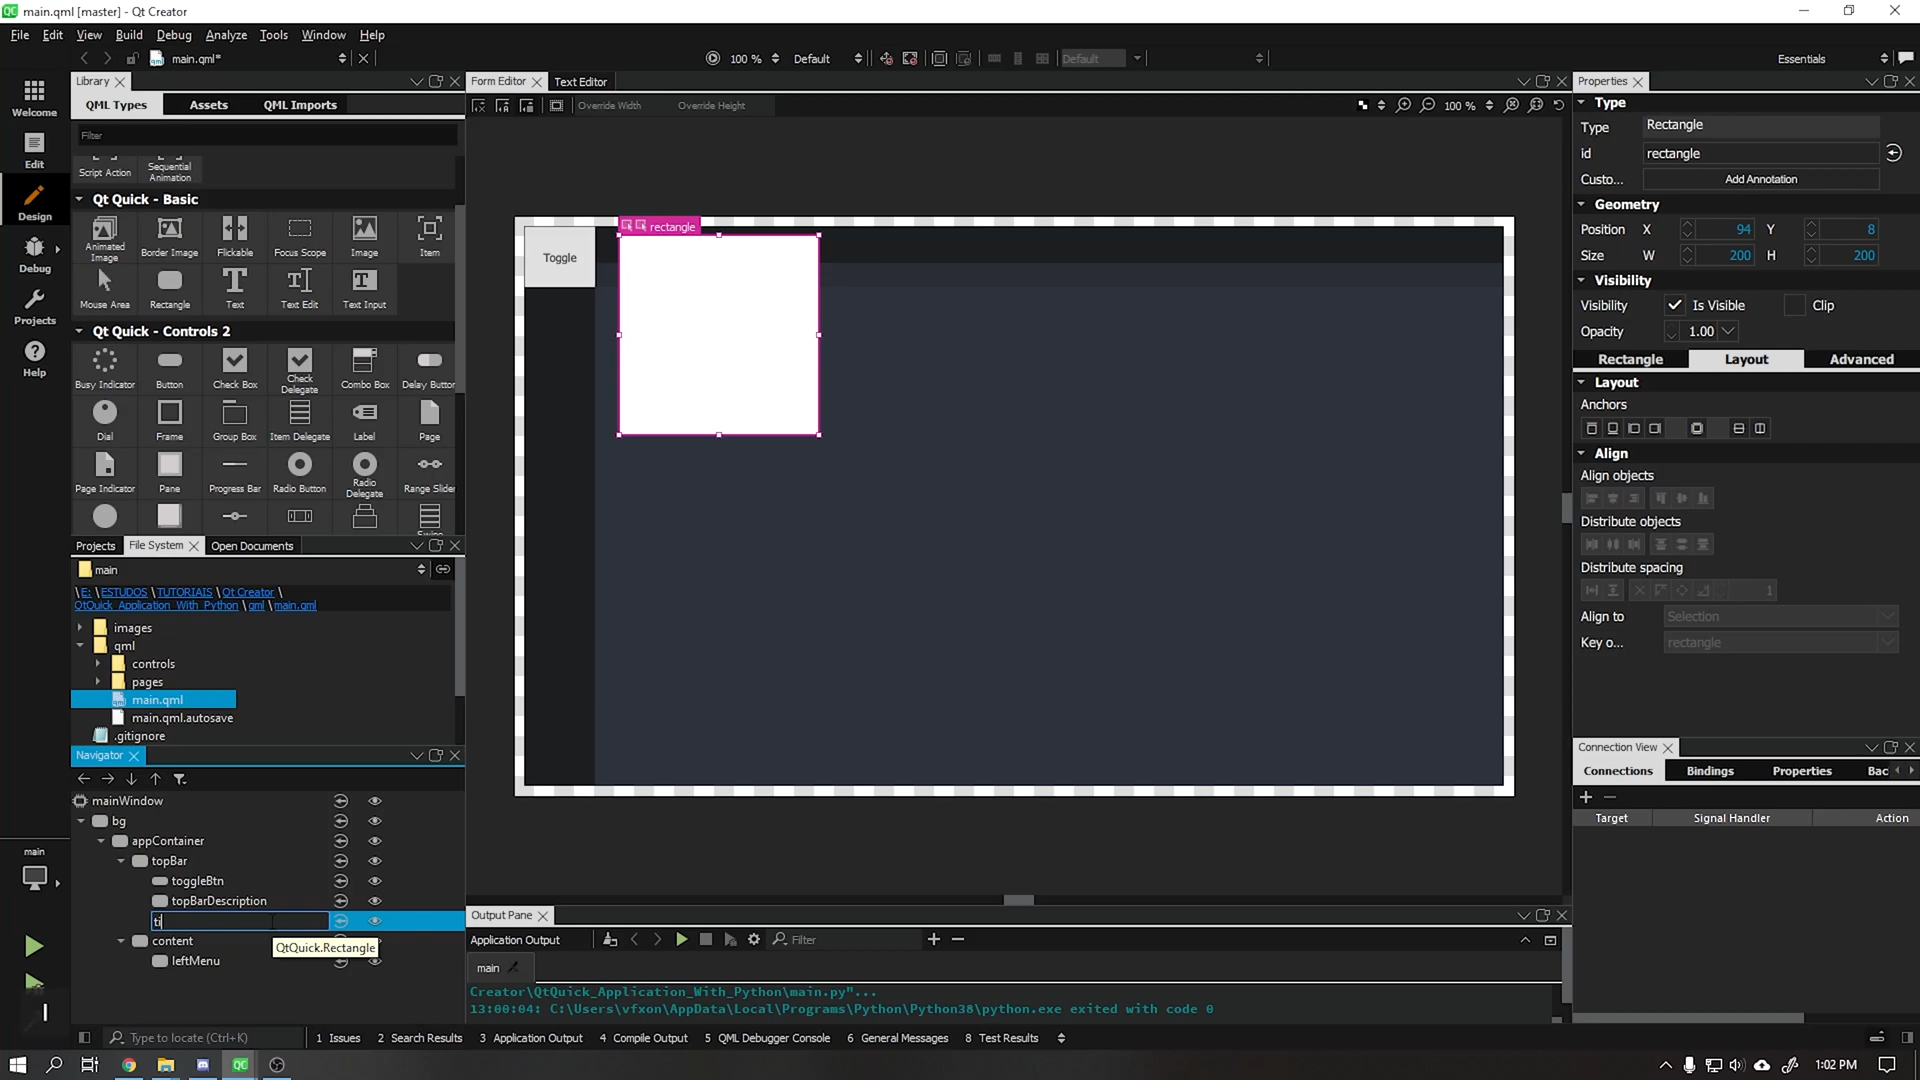 main.qml [master] - Qt Creator
File Edit View Build Debug Analyze Tools Window Help
main.qml* 100 % Default Default Essentials
Library Form Editor Text Editor Properties
QML Types Assets QML Imports
Override Width Override Height 100 %
Filter
Script Action Sequential Animation
Qt Quick - Basic
Animated Image Border Image Flickable Focus Scope Image Item
Mouse Area Rectangle Text Text Edit Text Input
Qt Quick - Controls 2
Busy Indicator Button Check Box Check Delegate Combo Box Delay Button
Dial Frame Group Box Item Delegate Label Page
Page Indicator Pane Progress Bar Radio Button Radio Delegate Range Slider
Welcome
Edit
Design
Debug
Projects
Help
Projects File System Open Documents
main
\E: \ESTUDOS \TUTORIAIS \Qt Creator \
QtQuick_Application_With_Python \qml \main.qml
images
qml
controls
pages
main.qml
main.qml.autosave
.gitignore
Navigator
mainWindow
bg
appContainer
topBar
toggleBtn
topBarDescription
ti
content
QtQuick.Rectangle
leftMenu
main
rectangle
Toggle
Type
Type Rectangle
id rectangle
Custo... Add Annotation
Geometry
Position X 94 Y 8
Size W 200 H 200
Visibility
Visibility Is Visible Clip
Opacity 1.00
Rectangle Layout Advanced
Layout
Anchors
Align
Align objects
Distribute objects
Distribute spacing
1
Align to Selection
Key o... rectangle
Connection View
Connections Bindings Properties Bac
Target Signal Handler Action
Output Pane
Application Output Filter
main
Creator\QtQuick_Application_With_Python\main.py"...
13:00:04: C:\Users\vfxon\AppData\Local\Programs\Python\Python38\python.exe exited with code 0
Type to locate (Ctrl+K) 1 Issues 2 Search Results 3 Application Output 4 Compile Output 5 QML Debugger Console 6 General Messages 8 Test Results
1:02 PM